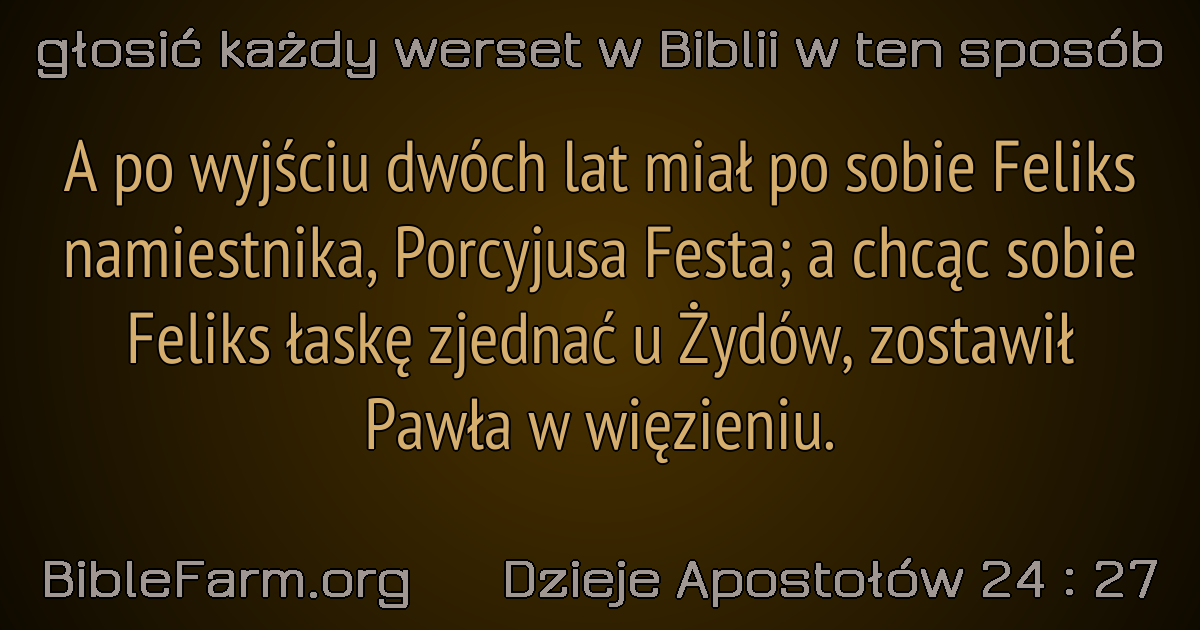 głosić każdy werset w Biblii w ten sposób
A po wyjściu dwóch lat miał po sobie Feliks
namiestnika, Porcyjusa Festa; a chcąc sobie
Feliks łaskę zjednać u Żydów, zostawił
Pawła w więzieniu.
BibleFarm.org Dzieje Apostołów 24 : 27